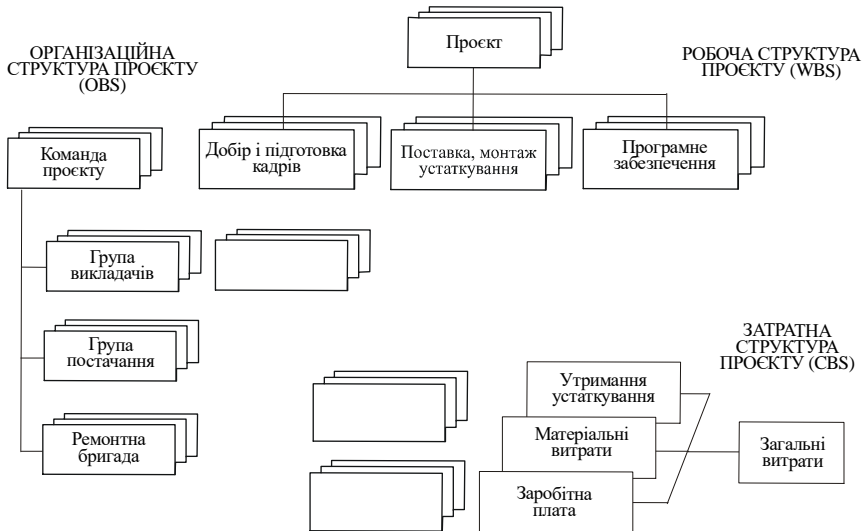 ОРГАНІЗАЦІЙНА
СТРУКТУРА ПРОЄКТУ
(OBS)
Проєкт
РОБОЧА СТРУКТУРА
ПРОЄКТУ (WBS)
Команда
проєкту
Добір і підготовка
кадрів
Поставка, монтаж
устаткування
Програмне
забезпечення
Група
викладачів
Група
постачання
Ремонтна
бригада
ЗАТРАТНА
СТРУКТУРА
ПРОЄКТУ (CBS)
Утримання
устаткування
Матеріальні
витрати
Заробітна
плата
Загальні
витрати